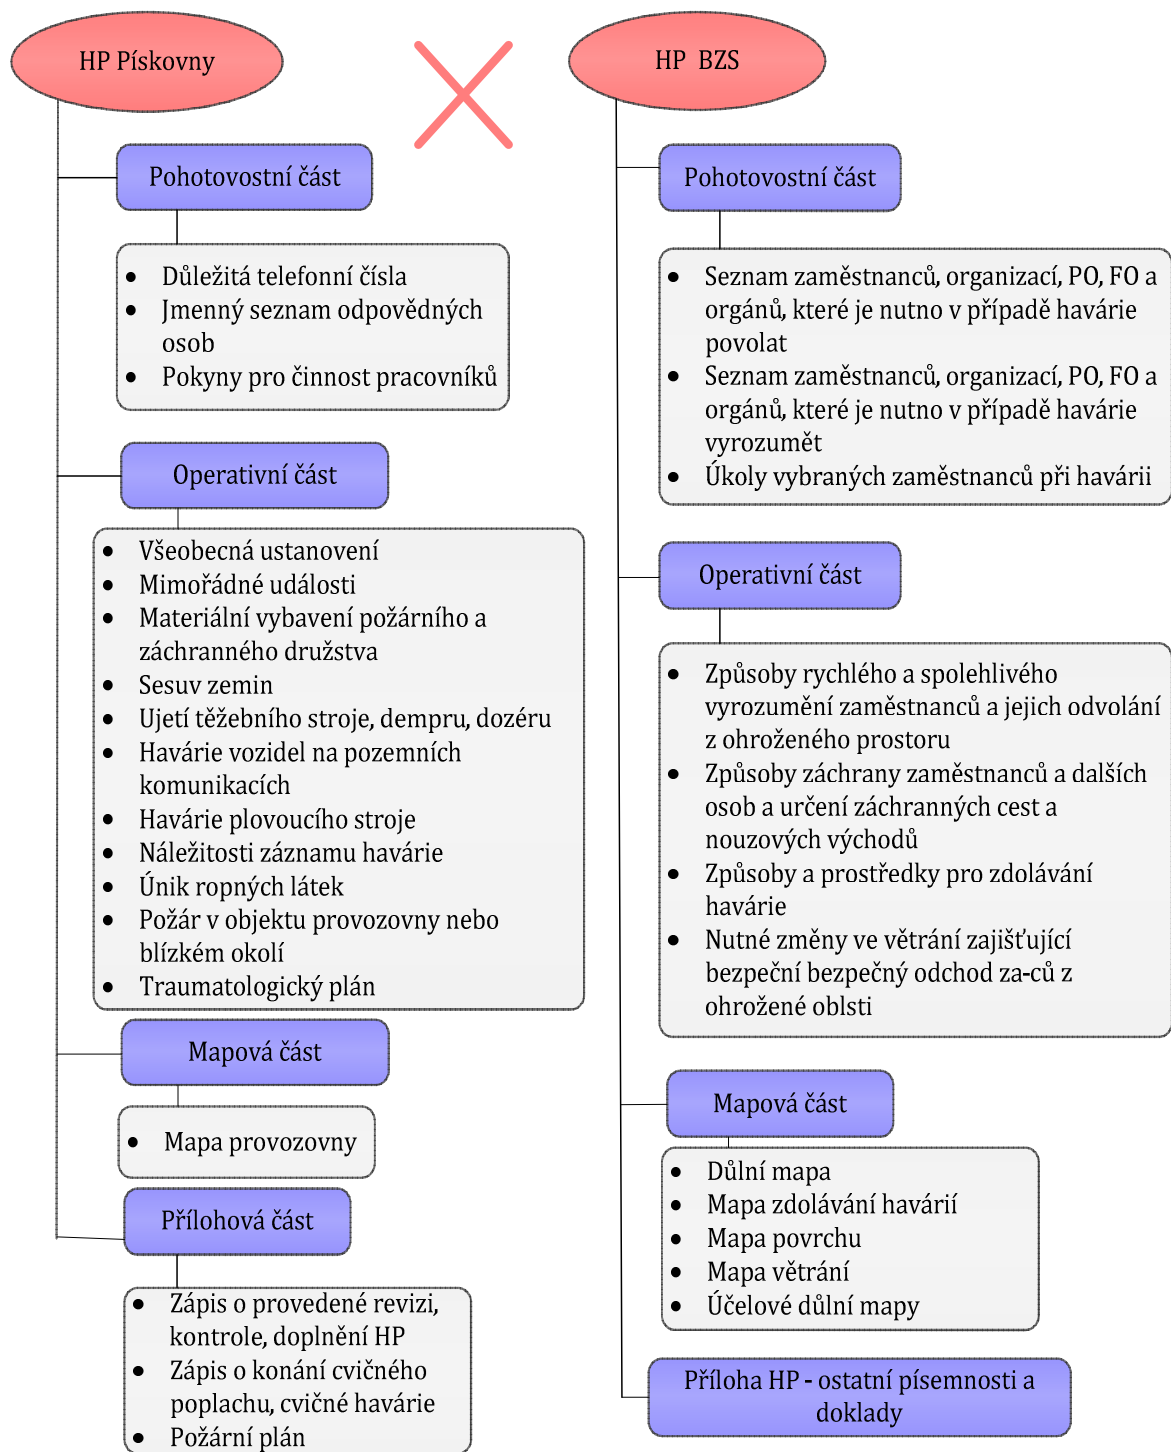 HP Pískovny
Pohotovostní část
• Důležitá telefonní čísla
• Jmenný seznam odpovědných
osob
• Pokyny pro činnost pracovníků
Operativní část
• Všeobecná ustanovení
• Mimořádné události
• Materiální vybavení požárního a
záchranného družstva
• Sesuv zemin
• Ujetí těžebního stroje, dempru, dozéru
• Havárie vozidel na pozemních
komunikacích
• Havárie plovoucího stroje
• Náležitosti záznamu havárie
• Únik ropných látek
• Požár v objektu provozovny nebo
blízkém okolí
• Traumatologický plán
Mapová část
• Mapa provozovny
Přílohová část
• Zápis o provedené revizi,
kontrole, doplnění HP
• Zápis o konání cvičného
poplachu, cvičné havárie
• Požární plán
HP BZS
Pohotovostní část
• Seznam zaměstnanců, organizací, PO, FO a
orgánů, které je nutno v případě havárie
povolat
• Seznam zaměstnanců, organizací, PO, FO a
orgánů, které je nutno v případě havárie
vyrozumět
• Úkoly vybraných zaměstnanců při havárii
Operativní část
• Způsoby rychlého a spolehlivého
vyrozumění zaměstnanců a jejich odvolání
z ohroženého prostoru
• Způsoby záchrany zaměstnanců a dalších
osob a určení záchranných cest a
nouzových východů
• Způsoby a prostředky pro zdolávání
havárie
• Nutné změny ve větrání zajišťující
bezpeční bezpečný odchod za-ců z
ohrožené oblsti
Mapová část
• Důlní mapa
• Mapa zdolávání havárií
• Mapa povrchu
• Mapa větrání
• Účelové důlní mapy
Příloha HP - ostatní písemnosti a
doklady